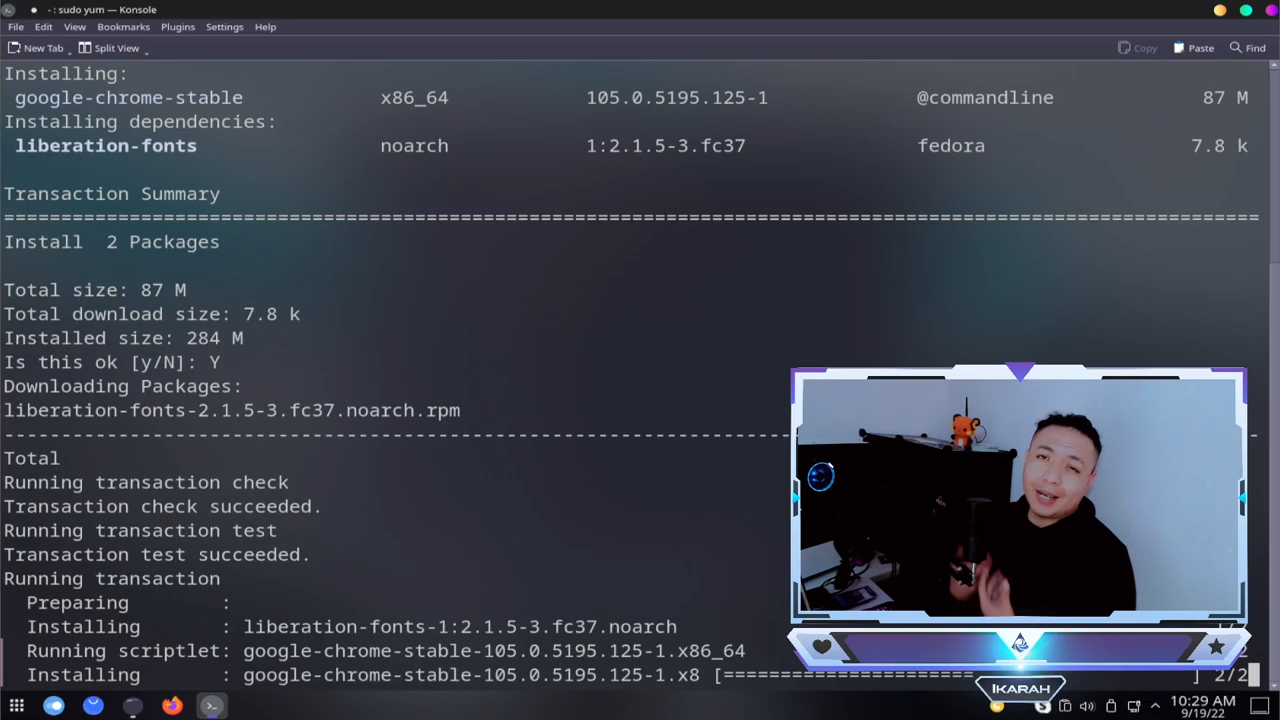 - : sudo yum — Konsole
File Edit View Bookmarks Plugins Settings Help
New Tab Split View Copy Paste Find
Installing:
google-chrome-stable x86_64 105.0.5195.125-1 @commandline 87 M
Installing dependencies:
liberation-fonts noarch 1:2.1.5-3.fc37 fedora 7.8 k
Transaction Summary
================================================================================
Install 2 Packages
Total size: 87 M
Total download size: 7.8 k
Installed size: 284 M
Is this ok [y/N]: Y
Downloading Packages:
liberation-fonts-2.1.5-3.fc37.noarch.rpm
--------------------------------------------------------------------------------
Total
Running transaction check
Transaction check succeeded.
Running transaction test
Transaction test succeeded.
Running transaction
Preparing :
Installing : liberation-fonts-1:2.1.5-3.fc37.noarch
Running scriptlet: google-chrome-stable-105.0.5195.125-1.x86_64
Installing : google-chrome-stable-105.0.5195.125-1.x8 [====================== ] 2/2
IKARAH
10:29 AM
9/19/22